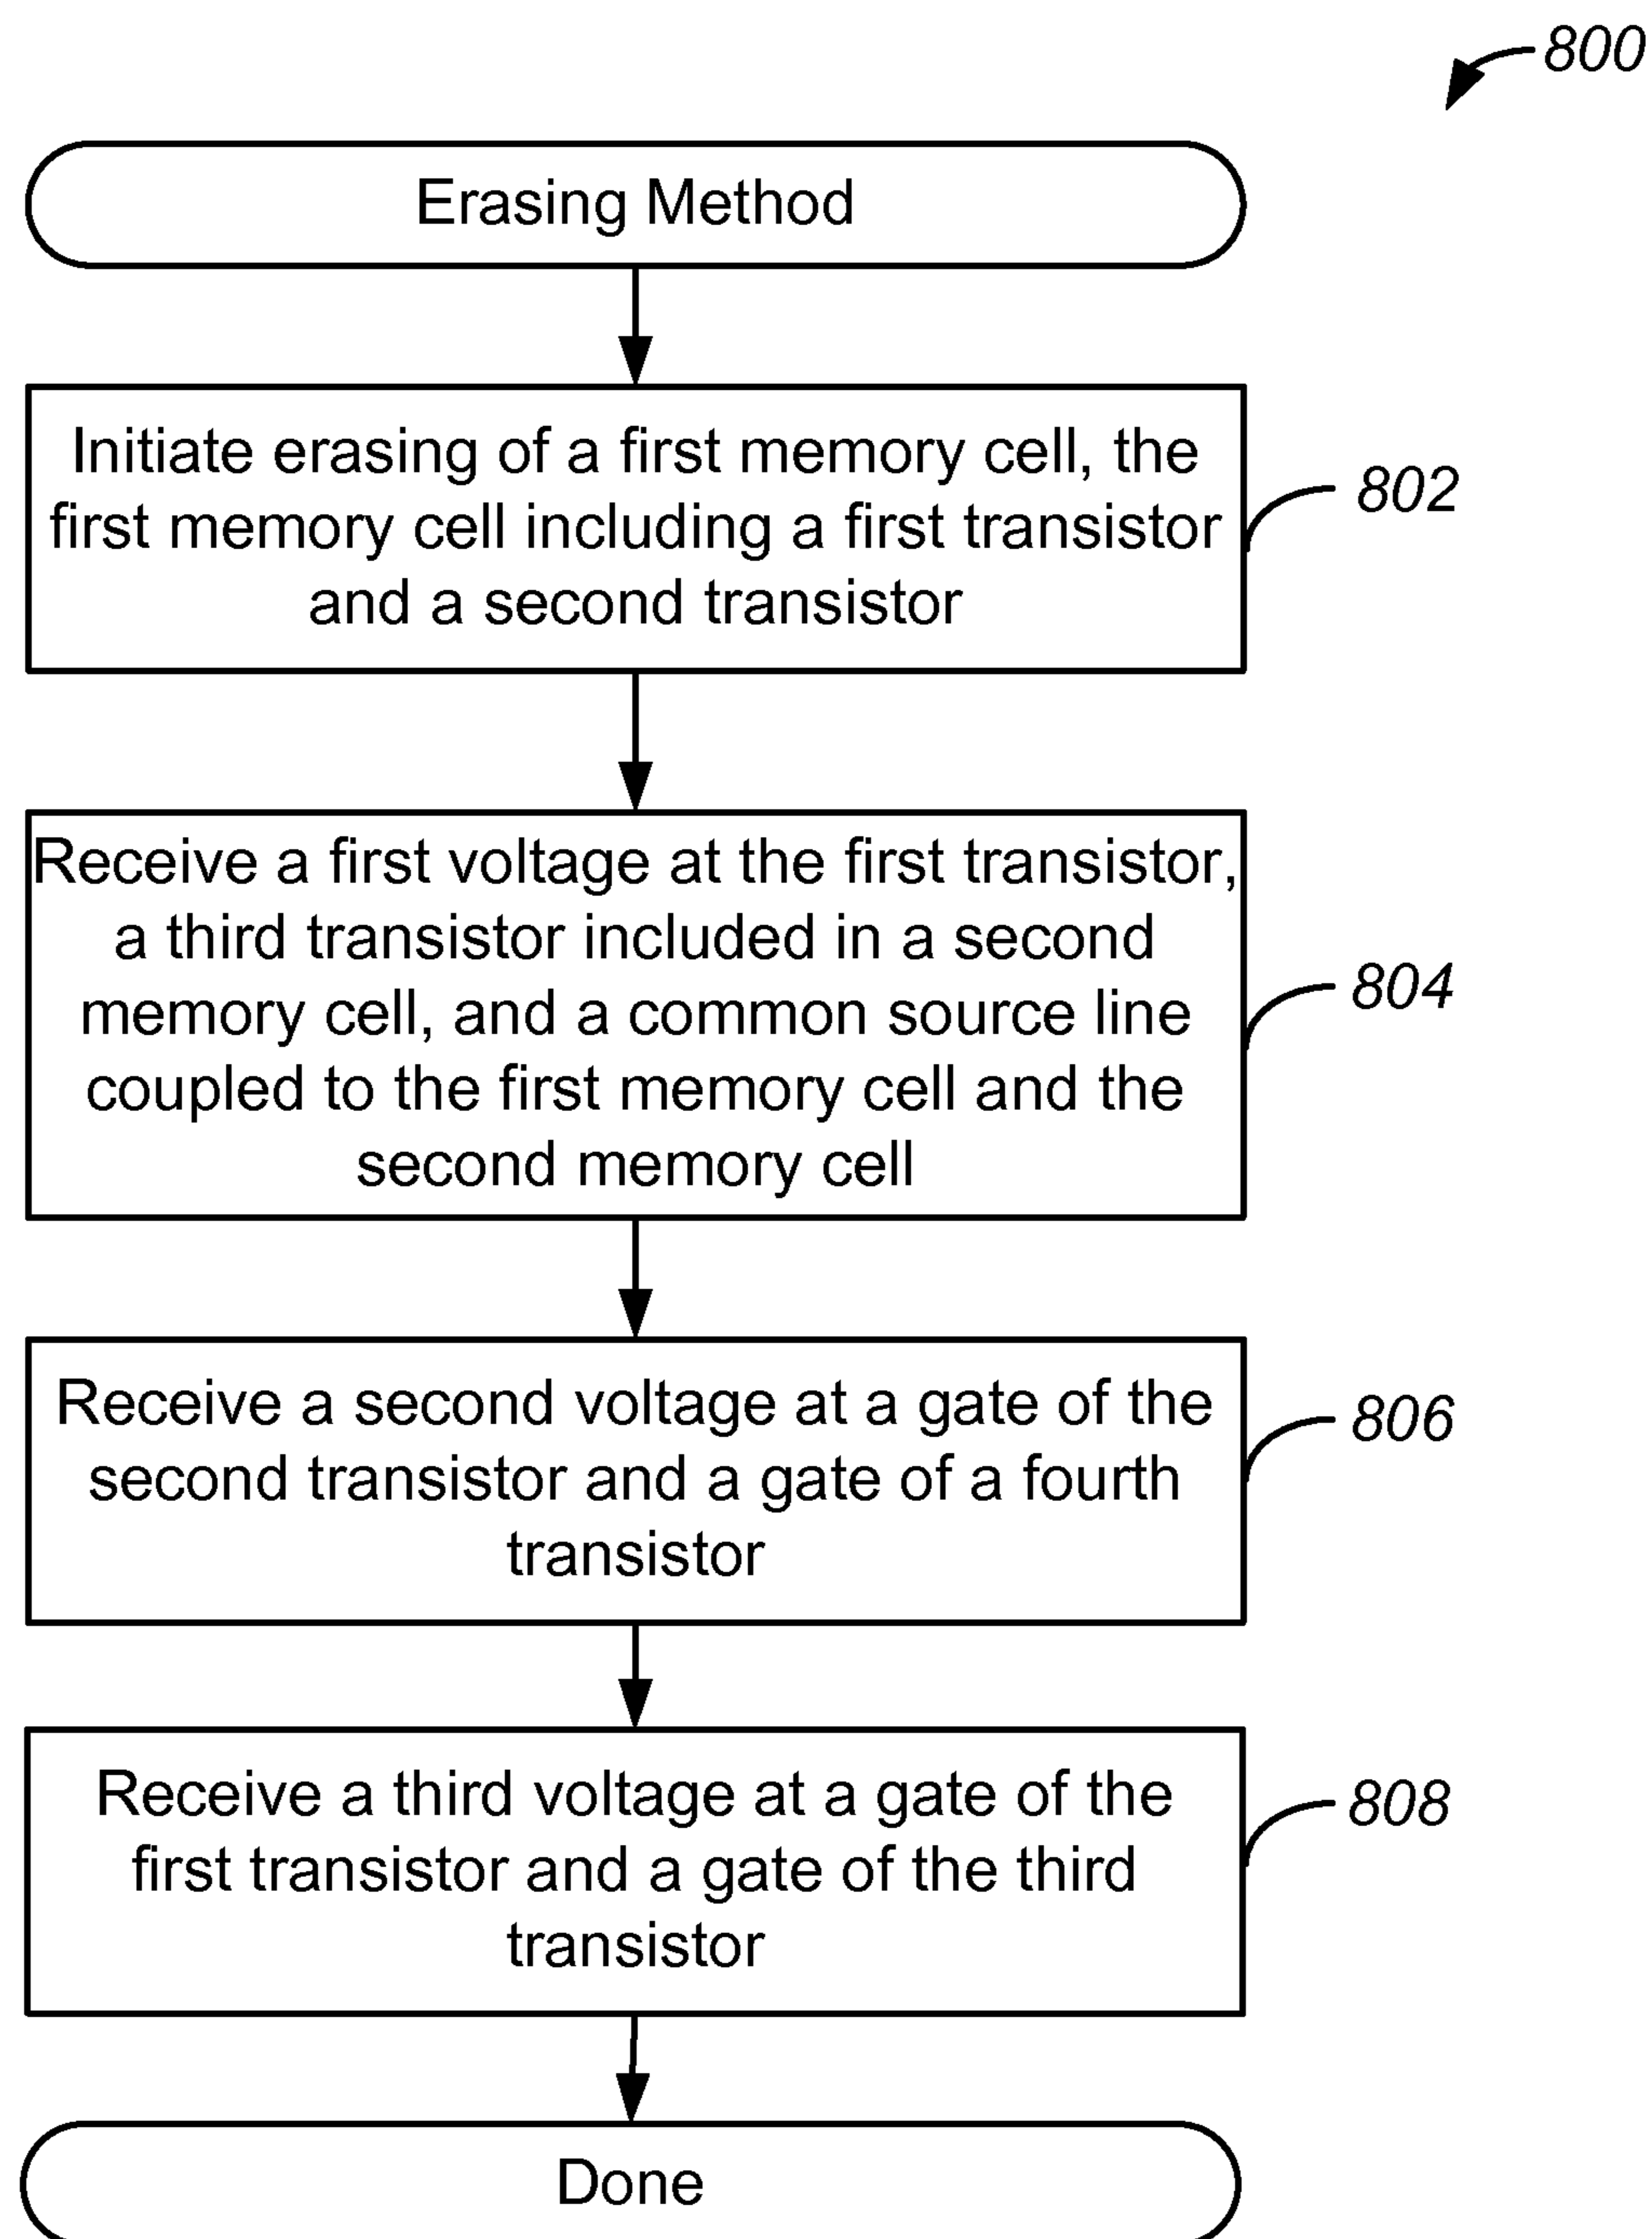 800
Erasing Method
Initiate erasing of a first memory cell, the
first memory cell including a first transistor
and a second transistor
802
Receive a first voltage at the first transistor,
a third transistor included in a second
memory cell, and a common source line
coupled to the first memory cell and the
second memory cell
804
Receive a second voltage at a gate of the
second transistor and a gate of a fourth
transistor
806
Receive a third voltage at a gate of the
first transistor and a gate of the third
transistor
808
Done